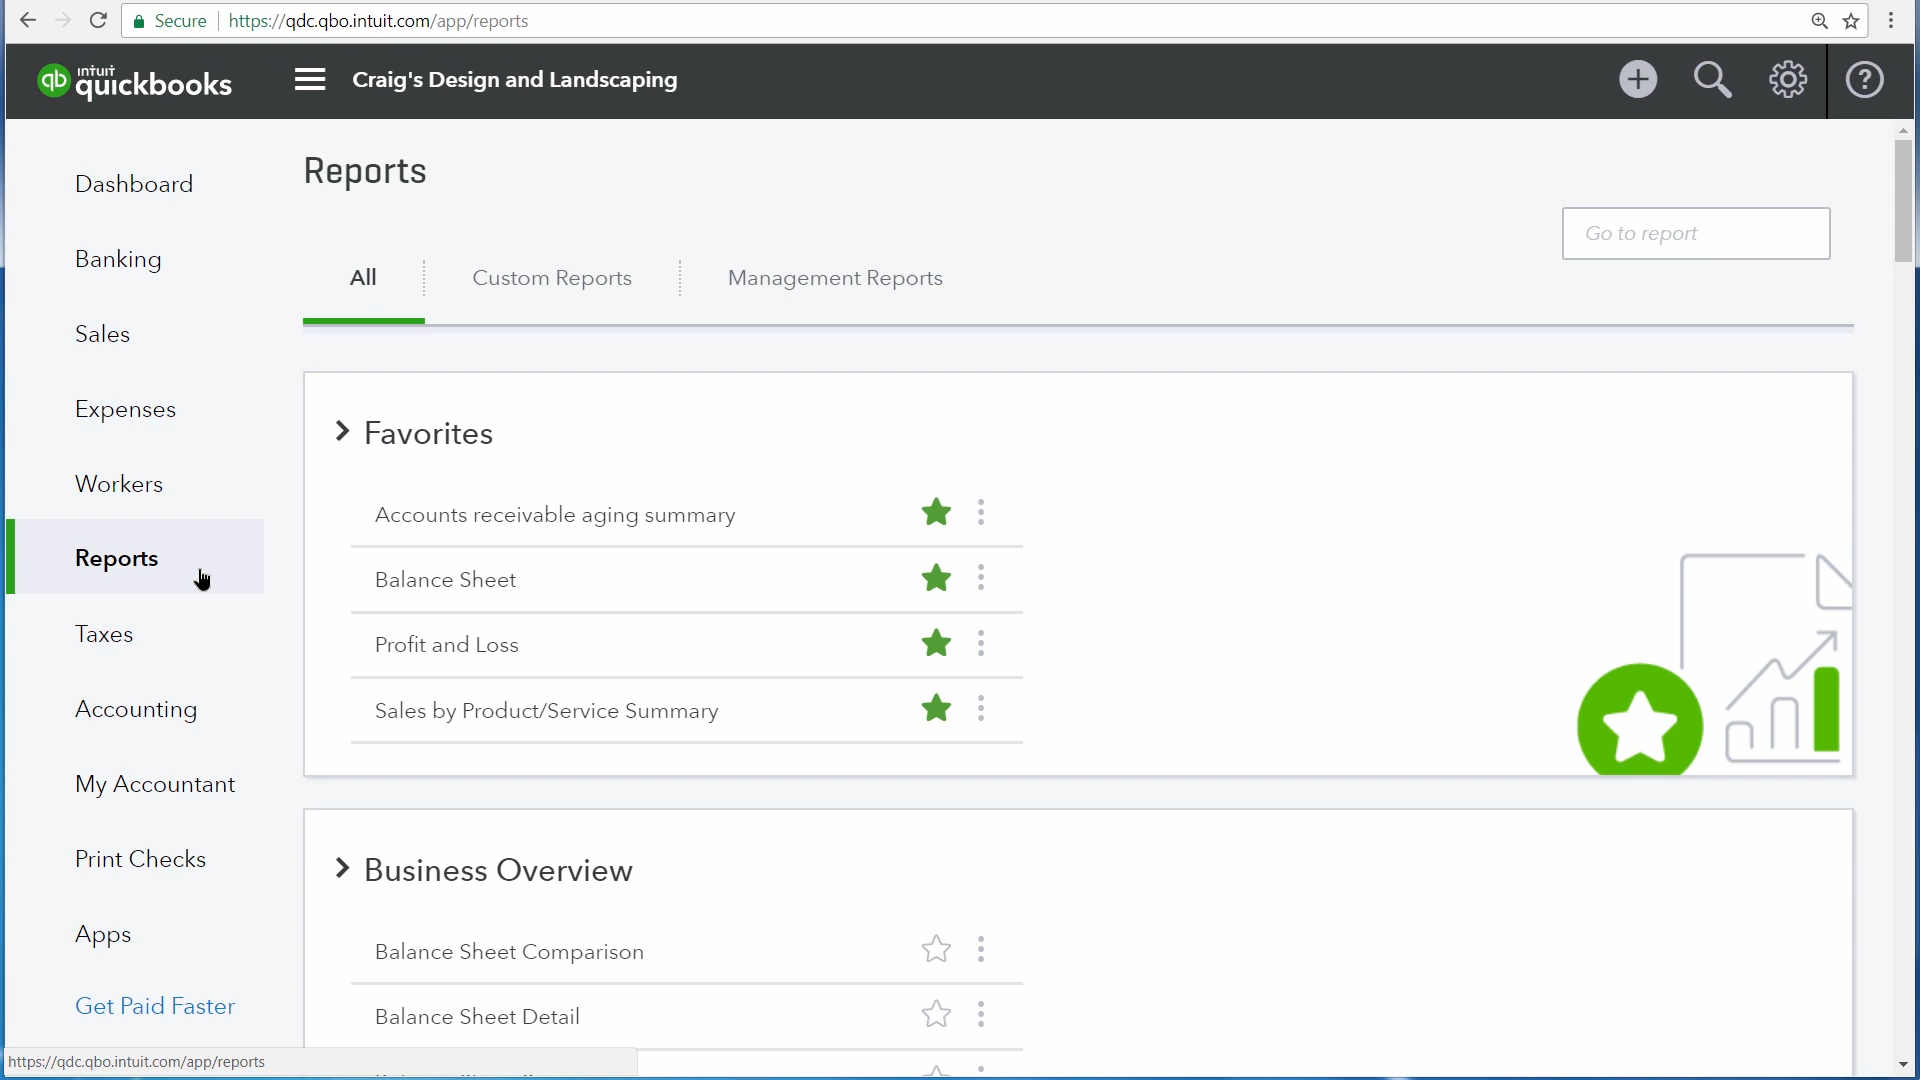 Secure https://qdc.qbo.intuit.com/app/reports
qb intuit quickbooks Craig's Design and Landscaping
Reports
Go to report
All Custom Reports Management Reports
Dashboard
Banking
Sales
Expenses
Workers
Reports
Taxes
Accounting
My Accountant
Print Checks
Apps
Get Paid Faster
Favorites
Accounts receivable aging summary
Balance Sheet
Profit and Loss
Sales by Product/Service Summary
Business Overview
Balance Sheet Comparison
Balance Sheet Detail
https://qdc.qbo.intuit.com/app/reports